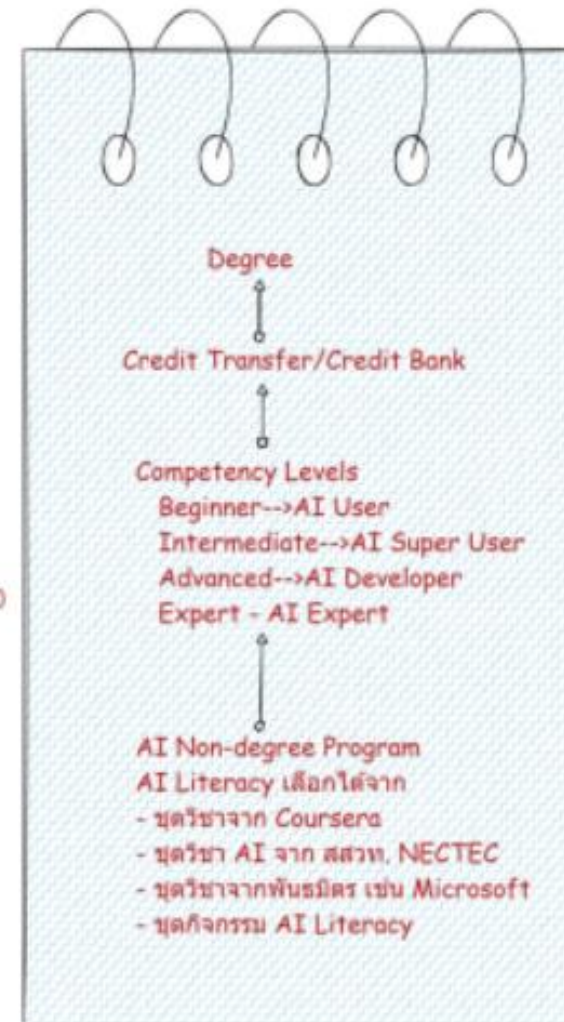 Degree
Credit Transfer/Credit Bank
Competency Levels
Beginner-->AI User
Intermediate-->AI Super User
Advanced-->AI Developer
Expert - AI Expert
AI Non-degree Program
AI Literacy เลือกได้จาก
- ชุดวิชาจาก Coursera
- ชุดวิชา AI จาก สสวท. NECTEC
- ชุดวิชาจากพันธมิตร เช่น Microsoft
- ชุดกิจกรรม AI Literacy